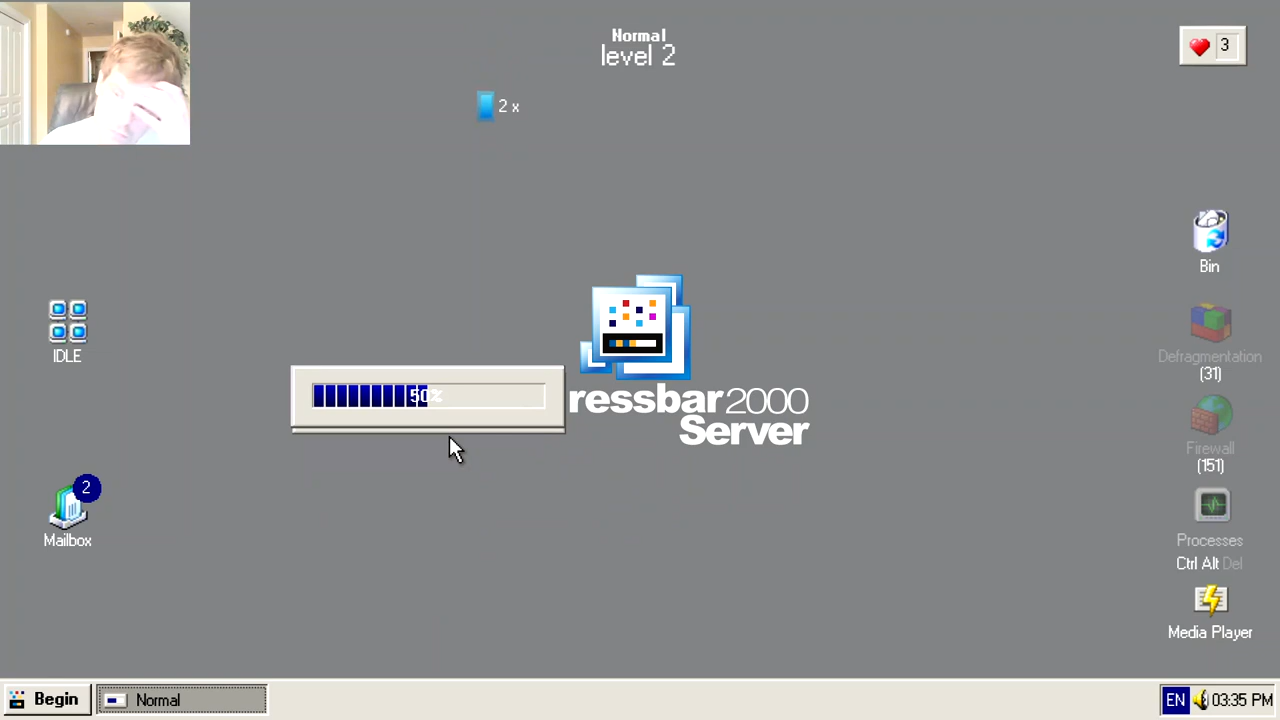 Normal
level 2
3
2 x
Bin
IDLE
Defragmentation
(31)
50%
ressbar2000
Server
Firewall
(151)
2
Mailbox
Processes
Ctrl Alt Del
Media Player
Begin
Normal
EN
03:35 PM